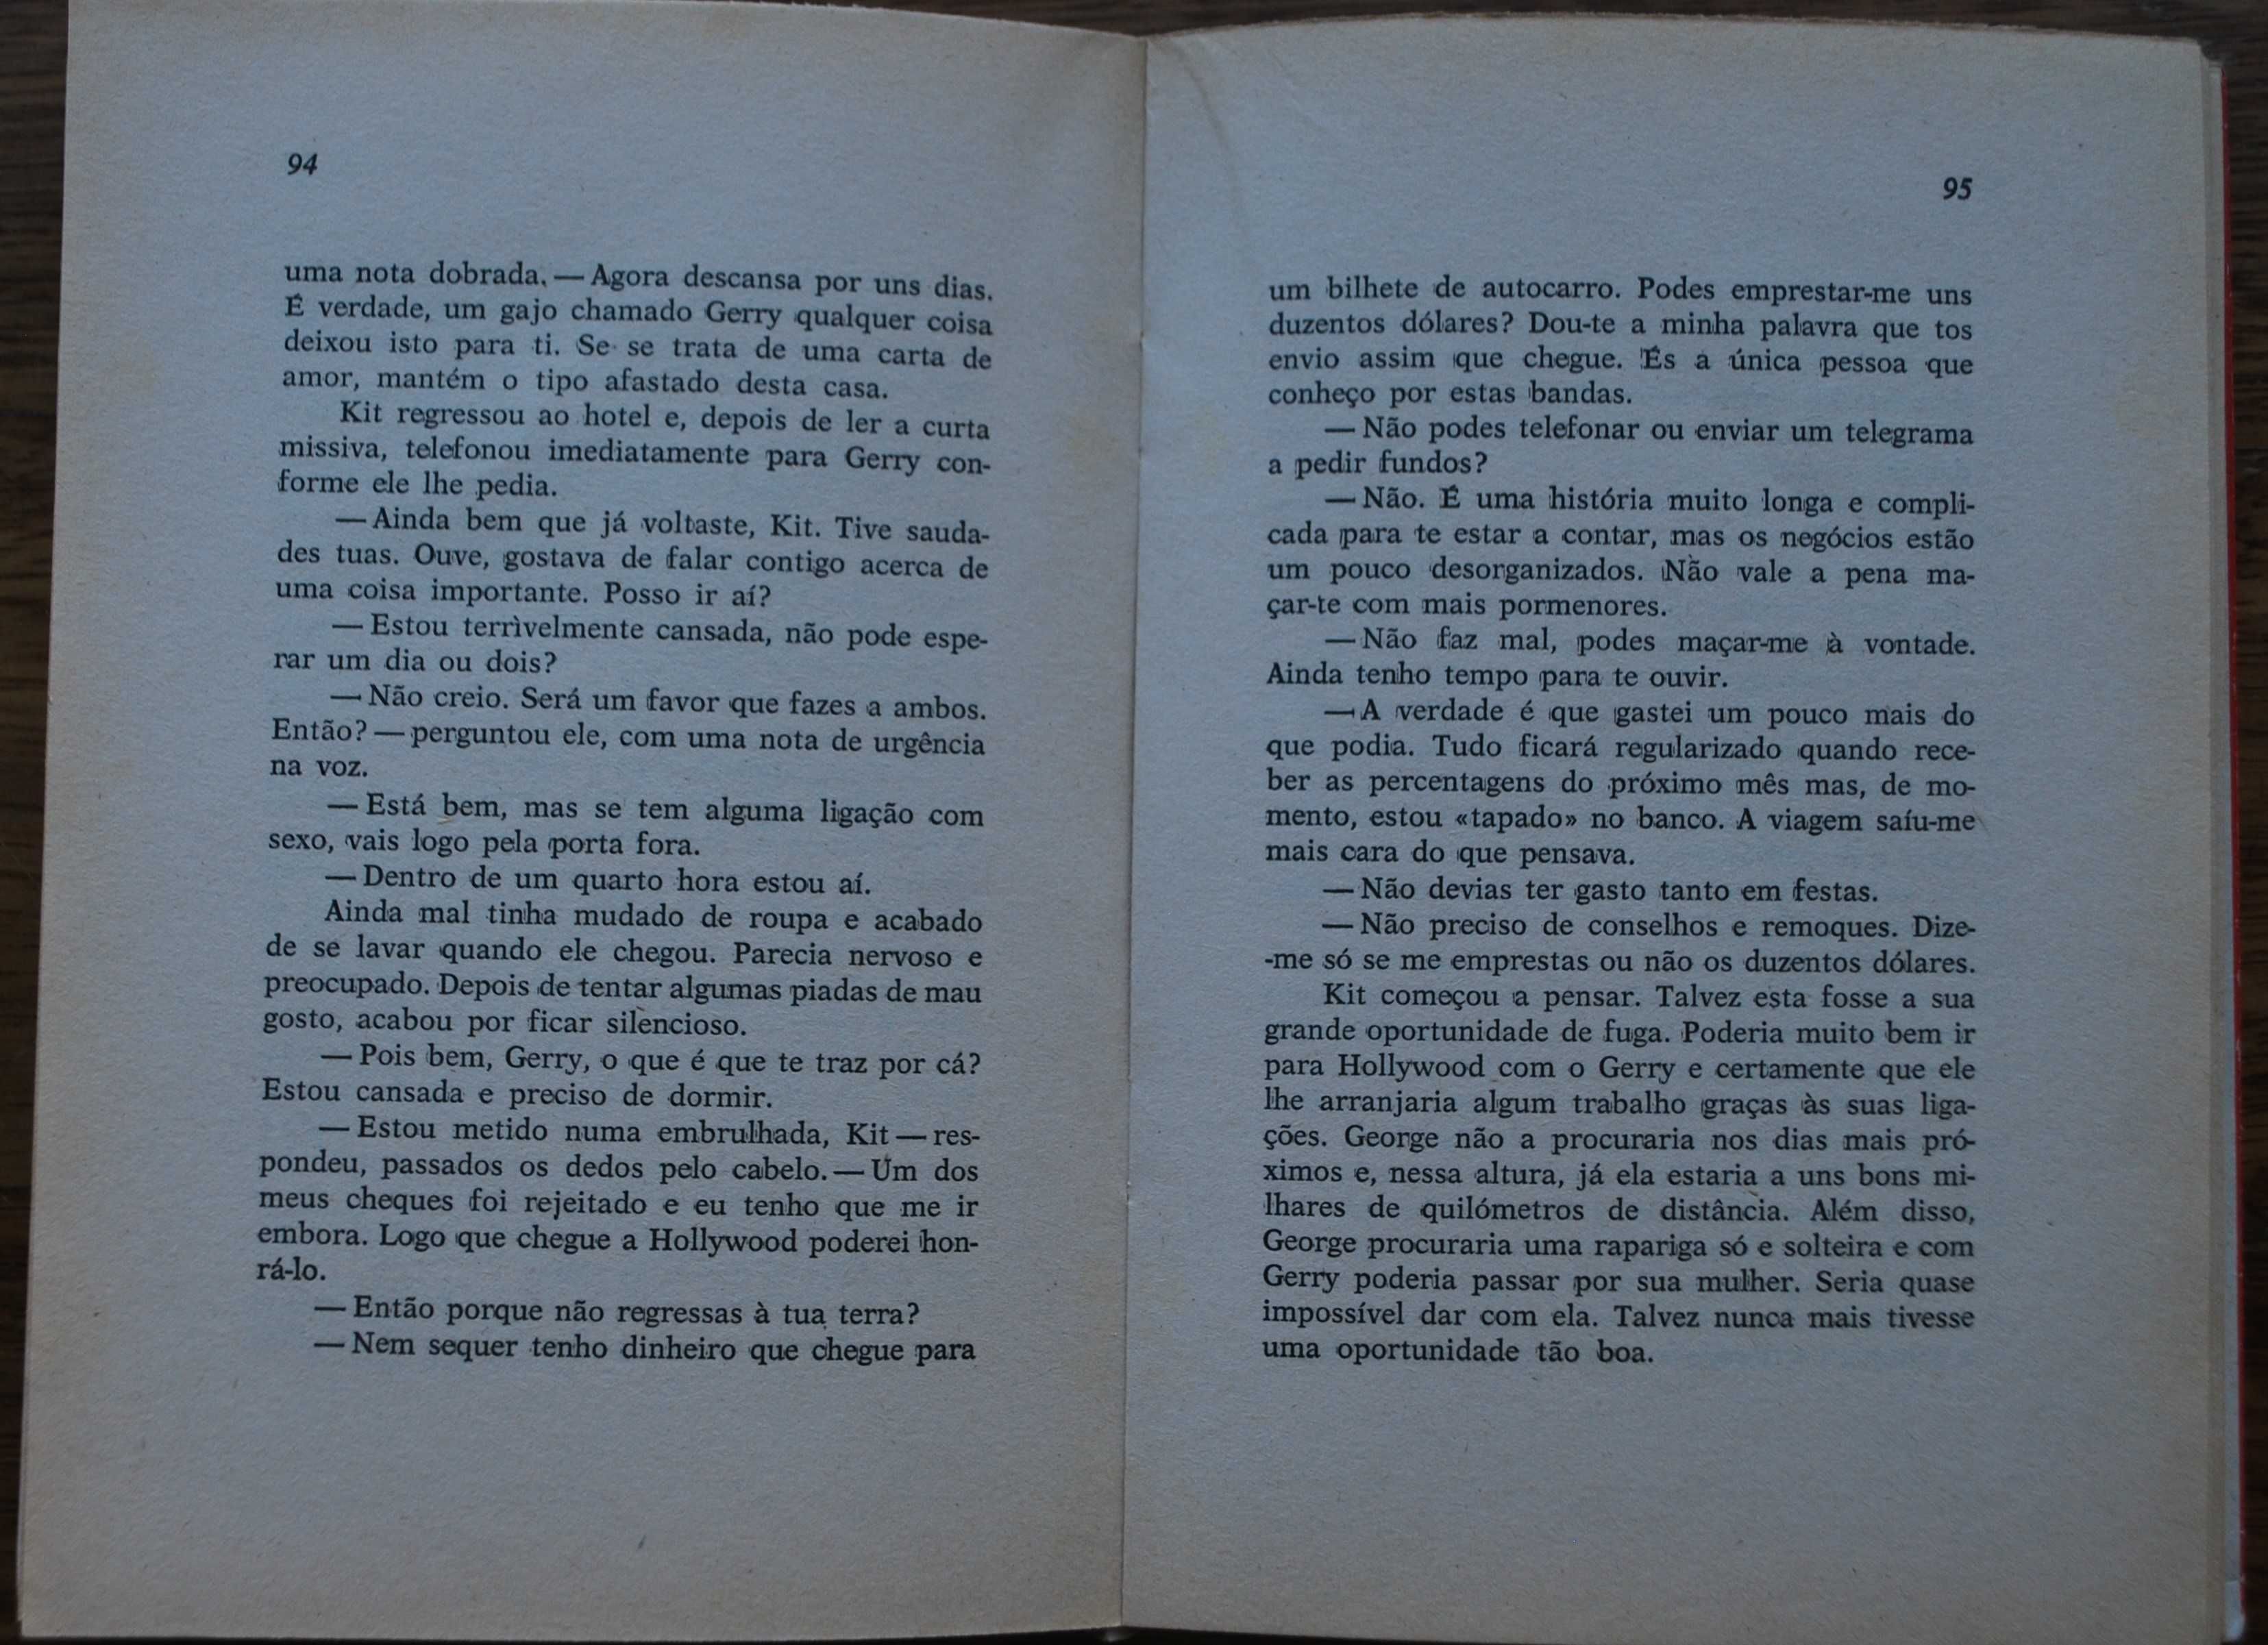 94
uma nota dobrada. — Agora descansa por uns dias.
É verdade, um gajo chamado Gerry qualquer coisa
deixou isto para ti. Se se trata de uma carta de
amor, mantém o tipo afastado desta casa.
Kit regressou ao hotel e, depois de ler a curta
missiva, telefonou imediatamente para Gerry con-
forme ele lhe pedia.
— Ainda bem que já voltaste, Kit. Tive sauda-
des tuas. Ouve, gostava de falar contigo acerca de
uma coisa importante. Posso ir aí?
— Estou terrìvelmente cansada, não pode espe-
rar um dia ou dois?
— Não creio. Será um favor que fazes a ambos.
Então? — perguntou ele, com uma nota de urgência
na voz.
— Está bem, mas se tem alguma ligação com
sexo, vais logo pela porta fora.
— Dentro de um quarto hora estou aí.
Ainda mal tinha mudado de roupa e acabado
de se lavar quando ele chegou. Parecia nervoso e
preocupado. Depois de tentar algumas piadas de mau
gosto, acabou por ficar silencioso.
— Pois bem, Gerry, o que é que te traz por cá?
Estou cansada e preciso de dormir.
— Estou metido numa embrulhada, Kit — res-
pondeu, passados os dedos pelo cabelo. — Um dos
meus cheques foi rejeitado e eu tenho que me ir
embora. Logo que chegue a Hollywood poderei hon-
rá-lo.
— Então porque não regressas à tua terra?
— Nem sequer tenho dinheiro que chegue para
95
um bilhete de autocarro. Podes emprestar-me uns
duzentos dólares? Dou-te a minha palavra que tos
envio assim que chegue. És a única pessoa que
conheço por estas bandas.
— Não podes telefonar ou enviar um telegrama
a pedir fundos?
— Não. É uma história muito longa e compli-
cada para te estar a contar, mas os negócios estão
um pouco desorganizados. Não vale a pena ma-
çar-te com mais pormenores.
— Não faz mal, podes maçar-me à vontade.
Ainda tenho tempo para te ouvir.
— A verdade é que gastei um pouco mais do
que podia. Tudo ficará regularizado quando rece-
ber as percentagens do próximo mês mas, de mo-
mento, estou «tapado» no banco. A viagem saíu-me
mais cara do que pensava.
— Não devias ter gasto tanto em festas.
— Não preciso de conselhos e remoques. Dize-
-me só se me emprestas ou não os duzentos dólares.
Kit começou a pensar. Talvez esta fosse a sua
grande oportunidade de fuga. Poderia muito bem ir
para Hollywood com o Gerry e certamente que ele
lhe arranjaria algum trabalho graças às suas liga-
ções. George não a procuraria nos dias mais pró-
ximos e, nessa altura, já ela estaria a uns bons mi-
lhares de quilómetros de distância. Além disso,
George procuraria uma rapariga só e solteira e com
Gerry poderia passar por sua mulher. Seria quase
impossível dar com ela. Talvez nunca mais tivesse
uma oportunidade tão boa.